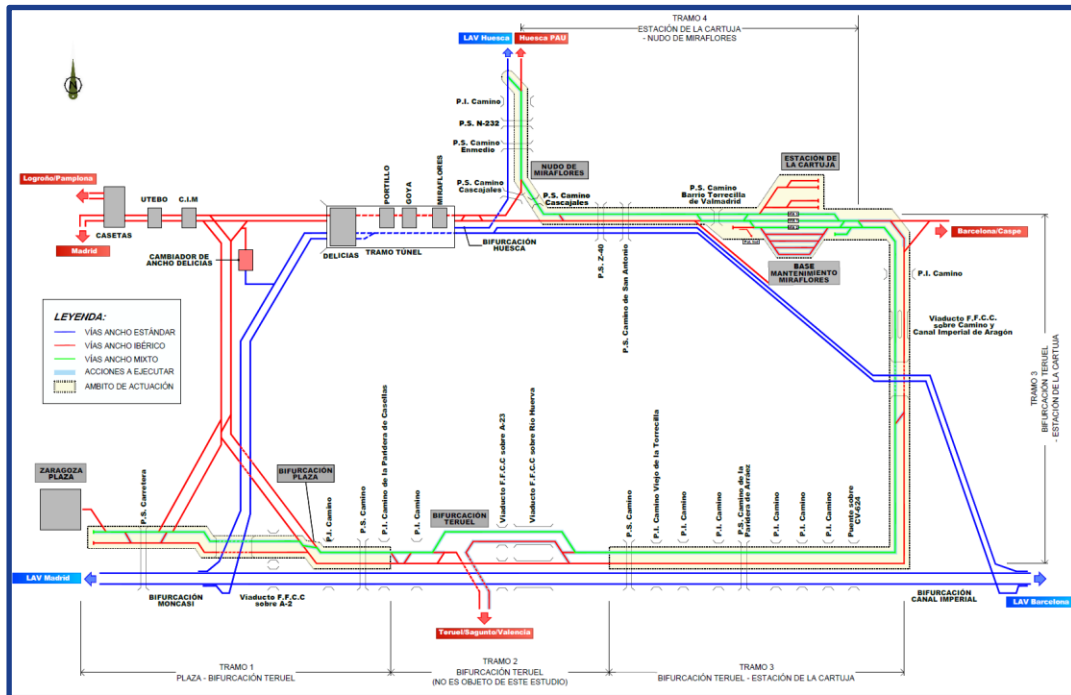 TRAMO 4
ESTACIÓN DE LA CARTUJA
- NUDO DE MIRAFLORES
LAV Huesca
Huesca PAU
N
P.I. Camino
P.S. N-232
P.S. Camino
Enmedio
P.S. Camino
Cascajales
NUDO DE
MIRAFLORES
P.S. Camino
Cascajales
P.S. Camino
Barrio Torrecilla
de Valmadrid
ESTACIÓN DE
LA CARTUJA
Logroño/Pamplona
CASETAS
Madrid
UTEBO
C.I.M
PORTILLO
GOYA
MIRAFLORES
DELICIAS
TRAMO TÚNEL
BIFURCACIÓN
HUESCA
CAMBIADOR DE
ANCHO DELICIAS
P.S. Z-40
P.S. Camino de San Antonio
BASE
MANTENIMIENTO
MIRAFLORES
Barcelona/Caspe
P.I. Camino
Viaducto F.F.C.C.
sobre Camino y
Canal Imperial de Aragón
TRAMO 3
BIFURCACIÓN TERUEL
- ESTACIÓN DE LA CARTUJA
LEYENDA:
VÍAS ANCHO ESTÁNDAR
VÍAS ANCHO IBÉRICO
VÍAS ANCHO MIXTO
ACCIONES A EJECUTAR
AMBITO DE ACTUACIÓN
ZARAGOZA
PLAZA
P.S. Carretera
BIFURCACIÓN
PLAZA
P.I. Camino
P.S. Camino
P.I. Camino de la Paridera de Casellas
P.I. Camino
BIFURCACIÓN
TERUEL
Viaducto F.F.C.C sobre A-23
Viaducto F.F.C.C sobre Río Huerva
P.S. Camino
P.I. Camino Viejo de la Torrecilla
P.I. Camino
P.I. Camino
P.S. Camino de la
Paridera de Arráez
P.I. Camino
P.I. Camino
P.I. Camino
Puente sobre
CV-624
LAV Madrid
BIFURCACIÓN
MONCASI
Viaducto F.F.C.C
sobre A-2
Teruel/Sagunto/Valencia
BIFURCACIÓN
CANAL IMPERIAL
LAV Barcelona
TRAMO 1
PLAZA - BIFURCACIÓN TERUEL
TRAMO 2
BIFURCACIÓN TERUEL
(NO ES OBJETO DE ESTE ESTUDIO)
TRAMO 3
BIFURCACIÓN TERUEL - ESTACIÓN DE LA CARTUJA